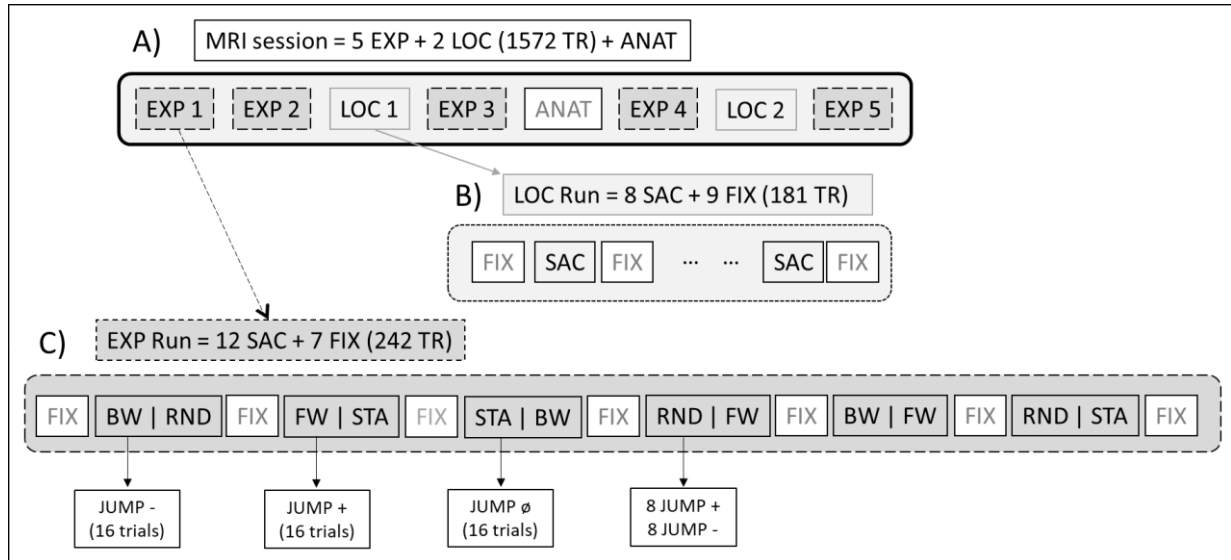 A) MRI session = 5 EXP + 2 LOC (1572 TR) + ANAT
EXP 1 EXP 2 LOC 1 EXP 3 ANAT EXP 4 LOC 2 EXP 5
B) LOC Run = 8 SAC + 9 FIX (181 TR)
FIX SAC FIX ... ... SAC FIX
C) EXP Run = 12 SAC + 7 FIX (242 TR)
FIX BW | RND FIX FW | STA FIX STA | BW FIX RND | FW FIX BW | FW FIX RND | STA FIX
JUMP -
(16 trials)
JUMP +
(16 trials)
JUMP ø
(16 trials)
8 JUMP +
8 JUMP -